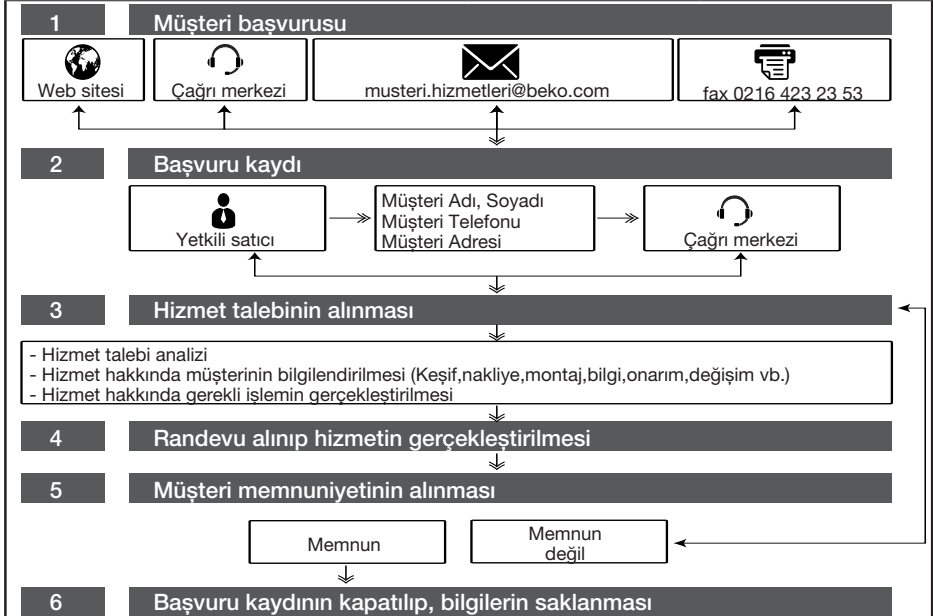 1 Müşteri başvurusu
Web sitesi
Çağrı merkezi
musteri.hizmetleri@beko.com
fax 0216 423 23 53
2 Başvuru kaydı
Yetkili satıcı
Müşteri Adı, Soyadı
Müşteri Telefonu
Müşteri Adresi
Çağrı merkezi
3 Hizmet talebinin alınması
- Hizmet talebi analizi
- Hizmet hakkında müşterinin bilgilendirilmesi (Keşif,nakliye,montaj,bilgi,onarım,değişim vb.)
- Hizmet hakkında gerekli işlemin gerçekleştirilmesi
4 Randevu alınıp hizmetin gerçekleştirilmesi
5 Müşteri memnuniyetinin alınması
Memnun
Memnun
değil
6 Başvuru kaydının kapatılıp, bilgilerin saklanması